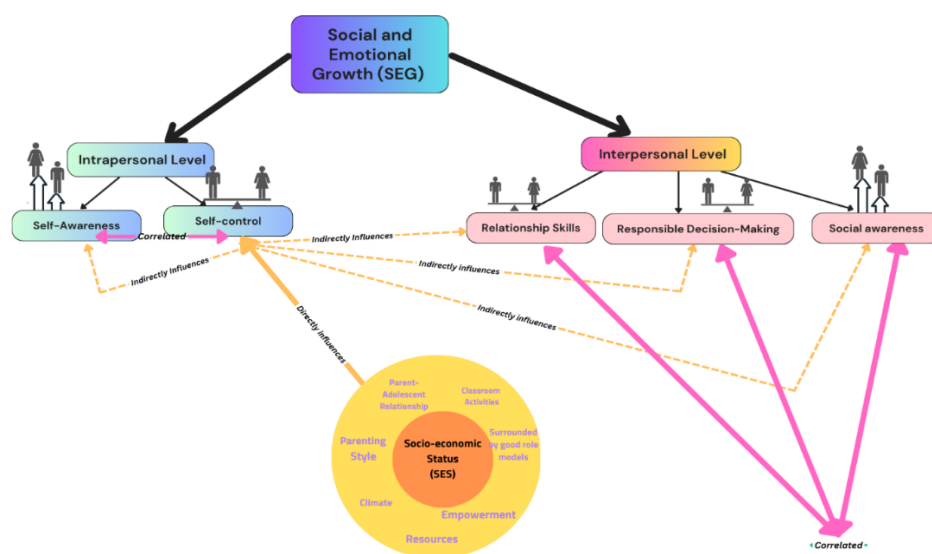 Social and
Emotional
Growth (SEG)
Intrapersonal Level
Interpersonal Level
Self-Awareness
Self-control
Correlated
Relationship Skills
Responsible Decision-Making
Social awareness
Indirectly Influences
Indirectly Influences
Indirectly influences
Indirectly influences
Directly influences
Parent-
Adolescent
Relationship
Classroom
Activities
Parenting
Style
Socio-economic
Status
(SES)
Surrounded
by good role
models
Climate
Empowerment
Resources
Correlated